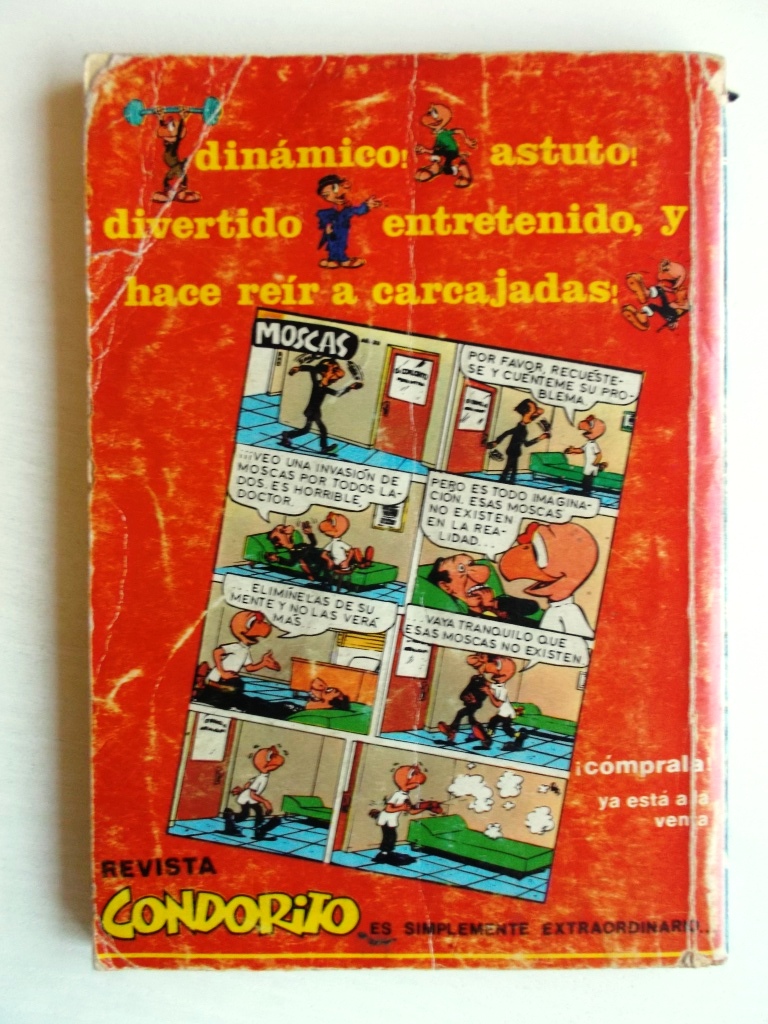 dinámico! astuto!
divertido entretenido, y
hace reír a carcajadas!
MOSCAS
POR FAVOR, RECUÉSTE-
SE Y CUÉNTEME SU PRO-
BLEMA.
...VEO UNA INVASIÓN DE
MOSCAS POR TODOS LA-
DOS. ES HORRIBLE,
DOCTOR.
PERO ES TODO IMAGINA-
CIÓN. ESAS MOSCAS
NO EXISTEN
EN LA REA-
LIDAD...
...ELIMÍNELAS DE SU
MENTE Y NO LAS VERÁ
MÁS...
...VAYA TRANQUILO QUE
ESAS MOSCAS NO EXISTEN.
¡cómprala!
ya está a la
venta
REVISTA
CONDORITO
ES SIMPLEMENTE EXTRAORDINARIO...